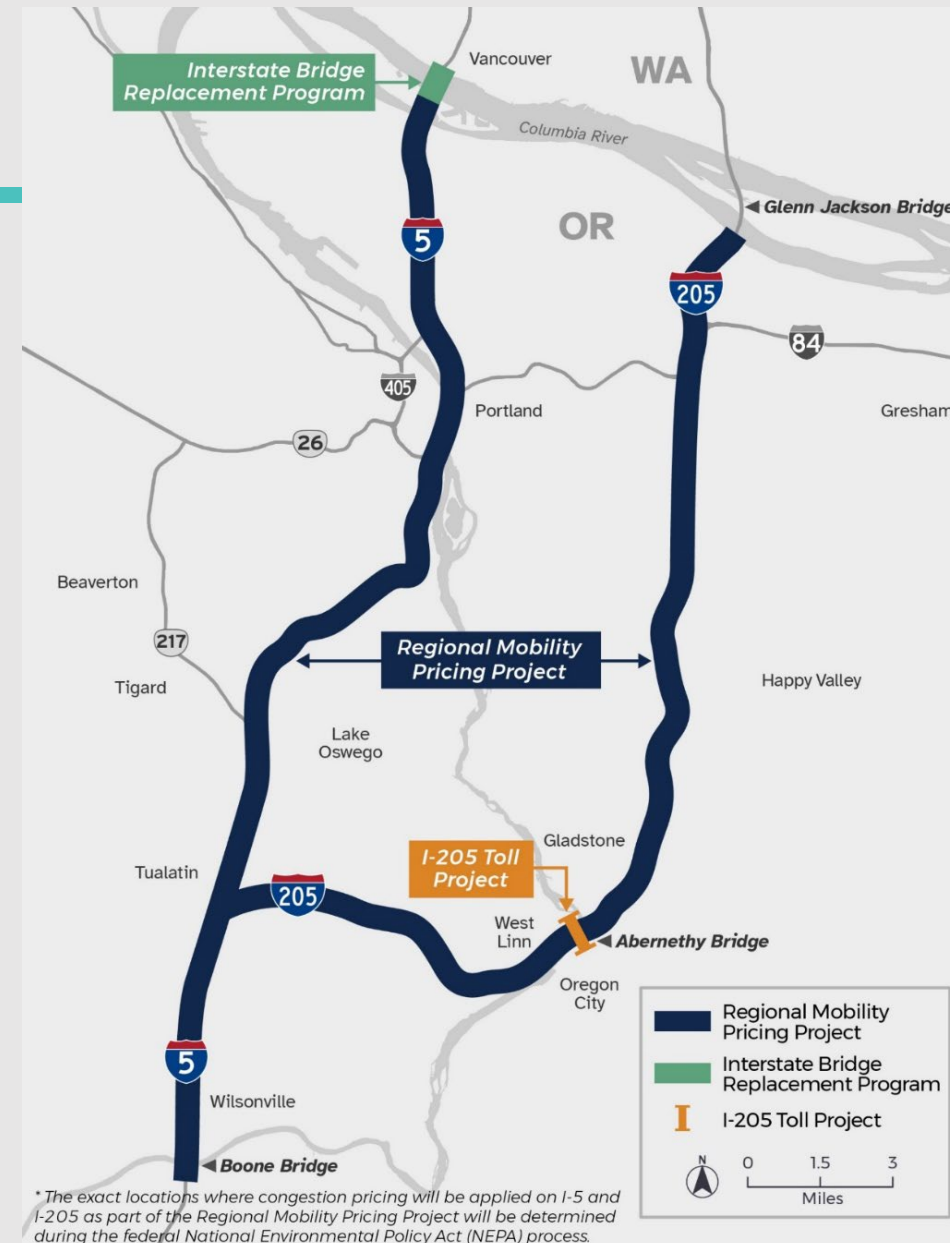 Vancouver
WA
Interstate Bridge
Replacement Program
Columbia River
Glenn Jackson Bridge
OR
5
205
84
405
Portland
Gresham
26
Beaverton
217
Regional Mobility
Pricing Project
Tigard
Happy Valley
Lake
Oswego
Gladstone
I-205 Toll
Project
Tualatin
205
West
Linn
Abernethy Bridge
Oregon
City
5
Wilsonville
Boone Bridge
Regional Mobility
Pricing Project
Interstate Bridge
Replacement Program
I-205 Toll Project
N
0 1.5 3
Miles
* The exact locations where congestion pricing will be applied on I-5 and
I-205 as part of the Regional Mobility Pricing Project will be determined
during the federal National Environmental Policy Act (NEPA) process.